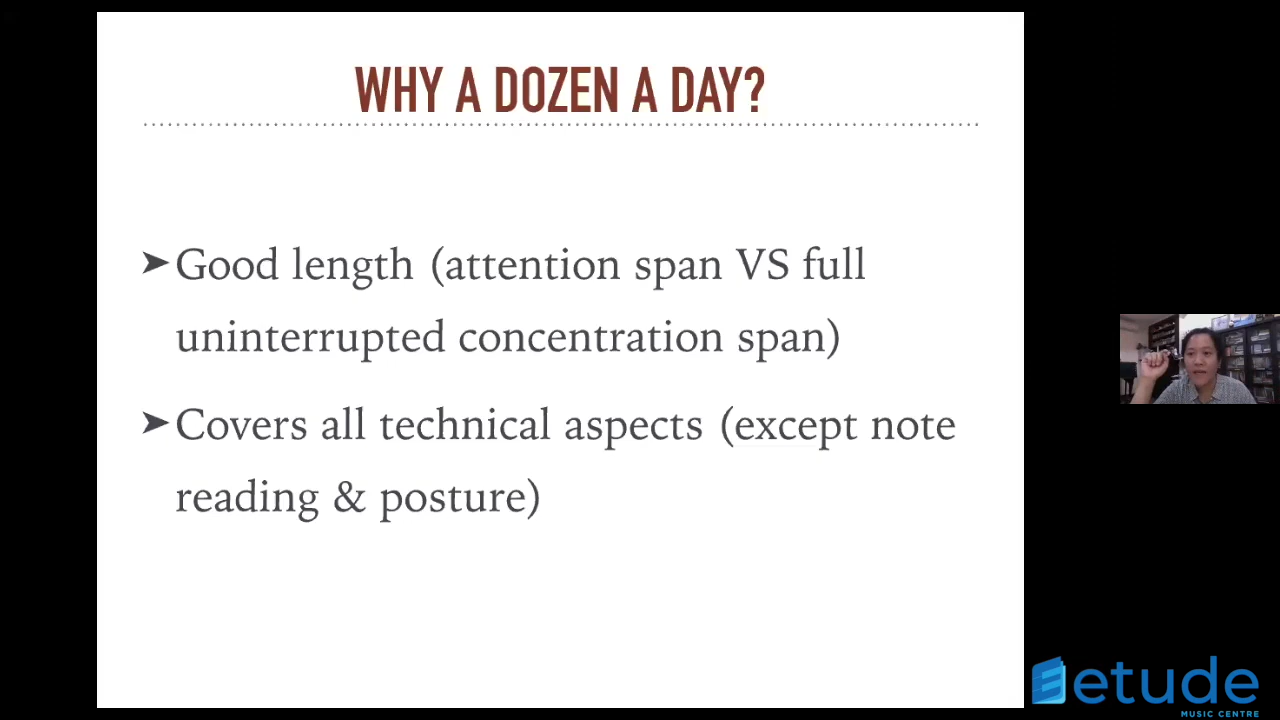 WHY A DOZEN A DAY?
➤Good length (attention span VS full
uninterrupted concentration span)
➤Covers all technical aspects (except note
reading & posture)
etude
MUSIC CENTRE